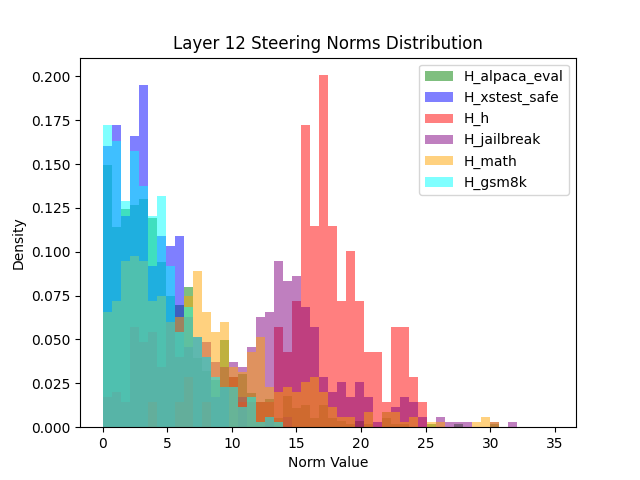 Layer 12 Steering Norms Distribution
H_alpaca_eval
H_xstest_safe
H_h
H_jailbreak
H_math
H_gsm8k
Density
0.200
0.175
0.150
0.125
0.100
0.075
0.050
0.025
0.000
0 5 10 15 20 25 30 35
Norm Value